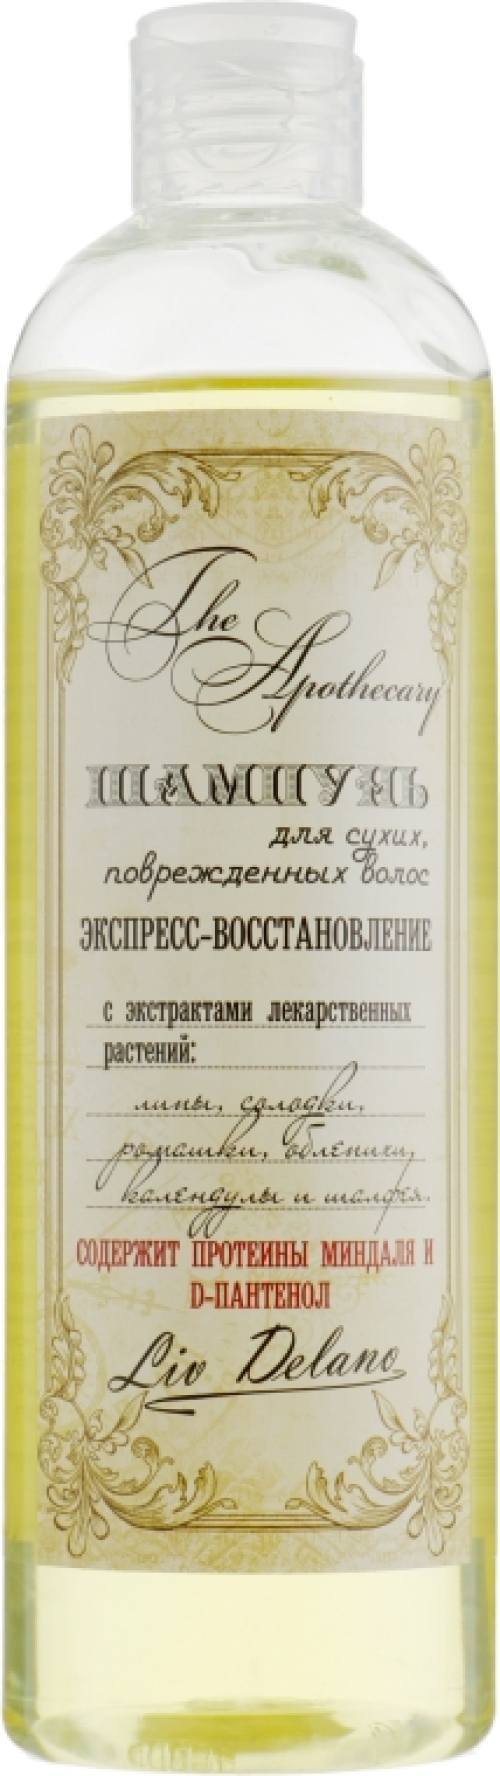 The
Apothecary
ШАМПУНЬ
для сухих,
поврежденных волос
ЭКСПРЕСС-ВОССТАНОВЛЕНИЕ
с экстрактами лекарственных
растений:
липы, солодки,
ромашки, облепихи,
календулы и шалфея.
СОДЕРЖИТ ПРОТЕИНЫ МИНДАЛЯ И
D-ПАНТЕНОЛ
Liv Delano